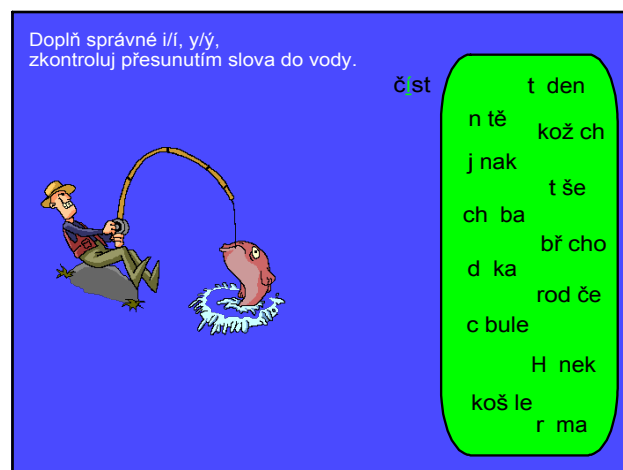 Doplň správné i/í, y/ý,
zkontroluj přesunutím slova do vody.
číst
t den
n tě
kož ch
j nak
t še
ch ba
bř cho
d ka
rod če
c bule
H nek
koš le
r ma